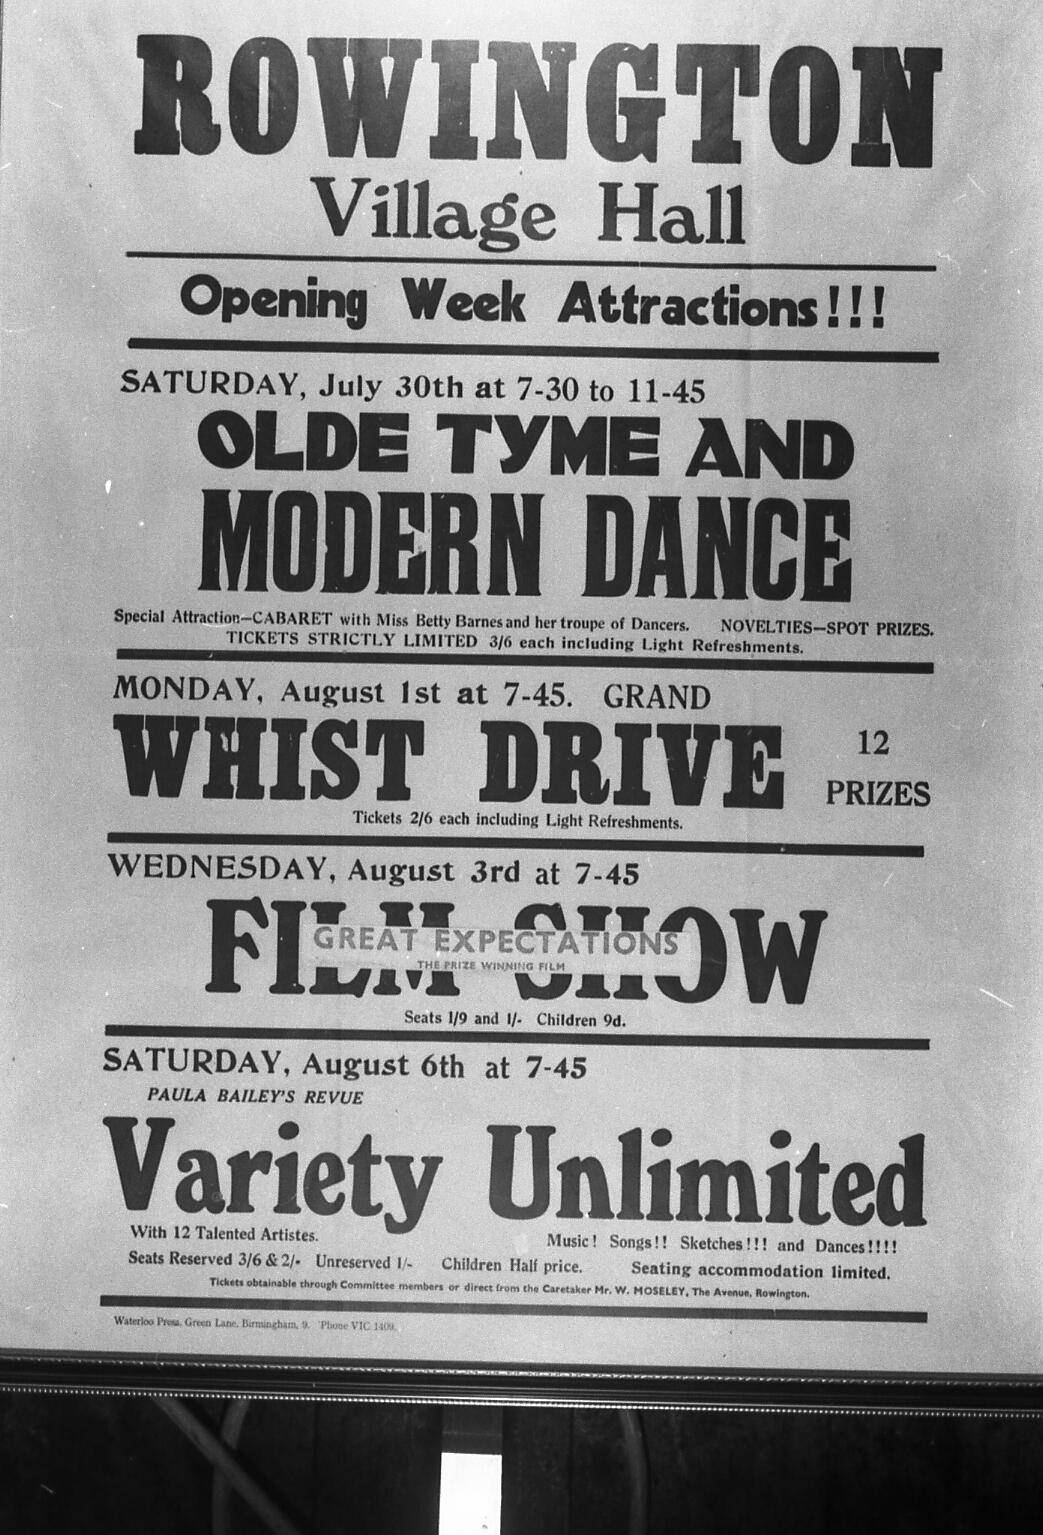 ROWINGTON
Village Hall
Opening Week Attractions!!!
SATURDAY, July 30th at 7-30 to 11-45
OLDE TYME AND
MODERN DANCE
Special Attraction—CABARET with Miss Betty Barnes and her troupe of Dancers. NOVELTIES—SPOT PRIZES.
TICKETS STRICTLY LIMITED 3/6 each including Light Refreshments.
MONDAY, August 1st at 7-45. GRAND
WHIST DRIVE 12 PRIZES
Tickets 2/6 each including Light Refreshments.
WEDNESDAY, August 3rd at 7-45
FILM SHOW
GREAT EXPECTATIONS
THE PRIZE WINNING FILM
Seats 1/9 and 1/- Children 9d.
SATURDAY, August 6th at 7-45
PAULA BAILEY'S REVUE
Variety Unlimited
With 12 Talented Artistes. Music! Songs!! Sketches!!! and Dances!!!!
Seats Reserved 3/6 & 2/- Unreserved 1/- Children Half price. Seating accommodation limited.
Tickets obtainable through Committee members or direct from the Caretaker Mr. W. MOSELEY, The Avenue, Rowington.
Waterloo Press, Green Lane, Birmingham, 9. 'Phone VIC 1409.